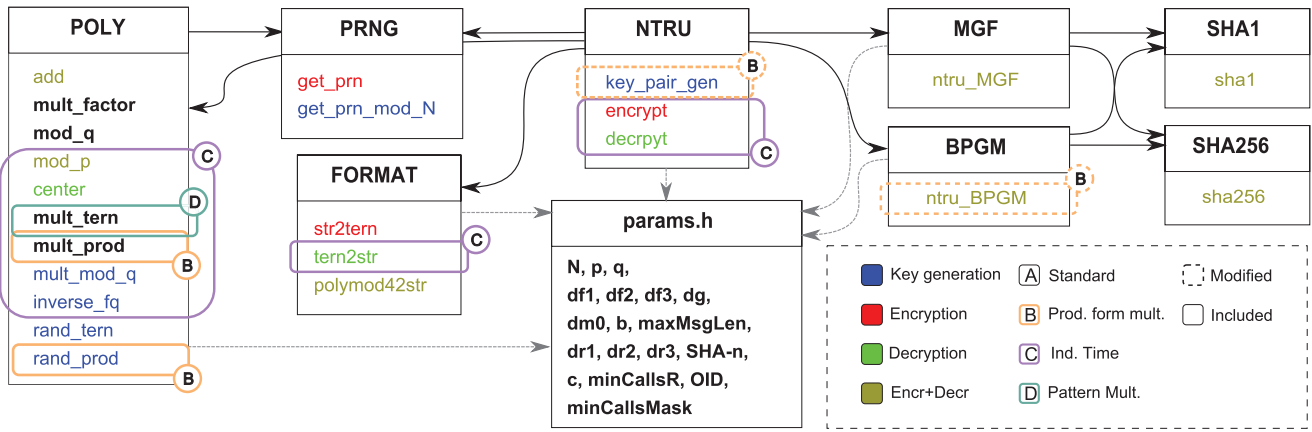 POLY
add
mult_factor
mod_q
mod_p
center
mult_tern
mult_prod
mult_mod_q
inverse_fq
rand_tern
rand_prod
C
D
B
B
PRNG
get_prn
get_prn_mod_N
FORMAT
str2tern
tern2str
polymod42str
C
NTRU
key_pair_gen
encrypt
decrpyt
B
C
params.h
N, p, q,
df1, df2, df3, dg,
dm0, b, maxMsgLen,
dr1, dr2, dr3, SHA-n,
c, minCallsR, OID,
minCallsMask
MGF
ntru_MGF
BPGM
ntru_BPGM
B
SHA1
sha1
SHA256
sha256
Key generation
Encryption
Decryption
Encr+Decr
A Standard
B Prod. form mult.
C Ind. Time
D Pattern Mult.
Modified
Included